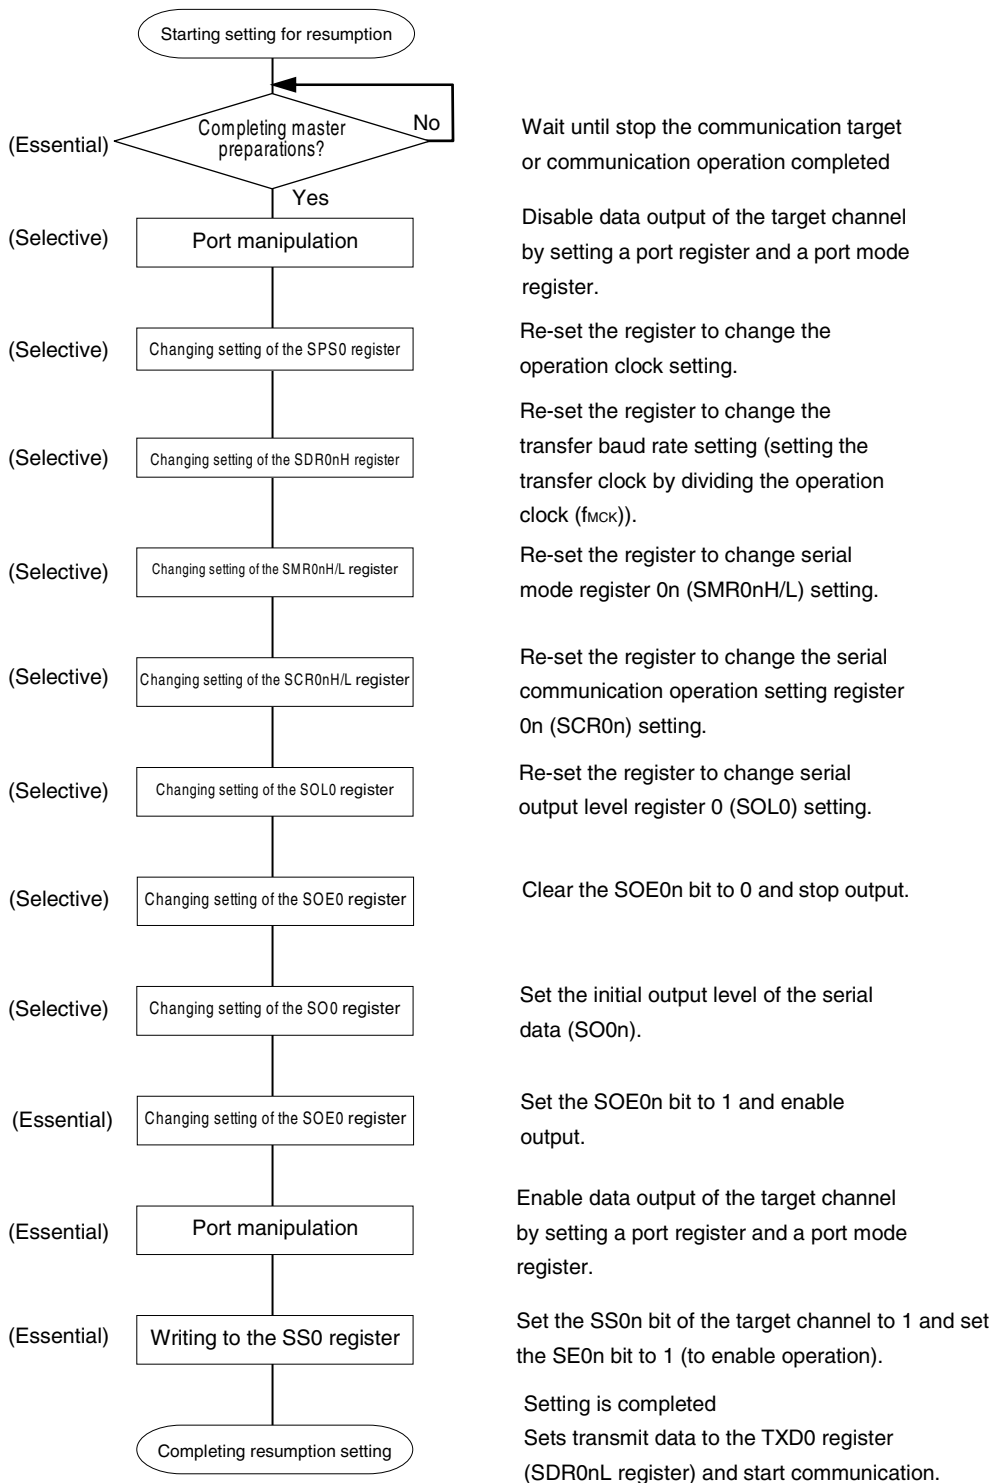 Starting setting for resumption
(Essential)
Completing master
preparations?
No
Yes
Wait until stop the communication target
or communication operation completed
(Selective)
Port manipulation
Disable data output of the target channel
by setting a port register and a port mode
register.
(Selective)
Changing setting of the SPS0 register
Re-set the register to change the
operation clock setting.
(Selective)
Changing setting of the SDR0nH register
Re-set the register to change the
transfer baud rate setting (setting the
transfer clock by dividing the operation
clock (fMCK)).
(Selective)
Changing setting of the SMR0nH/L register
Re-set the register to change serial
mode register 0n (SMR0nH/L) setting.
(Selective)
Changing setting of the SCR0nH/L register
Re-set the register to change the serial
communication operation setting register
0n (SCR0n) setting.
(Selective)
Changing setting of the SOL0 register
Re-set the register to change serial
output level register 0 (SOL0) setting.
(Selective)
Changing setting of the SOE0 register
Clear the SOE0n bit to 0 and stop output.
(Selective)
Changing setting of the SO0 register
Set the initial output level of the serial
data (SO0n).
(Essential)
Changing setting of the SOE0 register
Set the SOE0n bit to 1 and enable
output.
(Essential)
Port manipulation
Enable data output of the target channel
by setting a port register and a port mode
register.
(Essential)
Writing to the SS0 register
Set the SS0n bit of the target channel to 1 and set
the SE0n bit to 1 (to enable operation).
Completing resumption setting
Setting is completed
Sets transmit data to the TXD0 register
(SDR0nL register) and start communication.